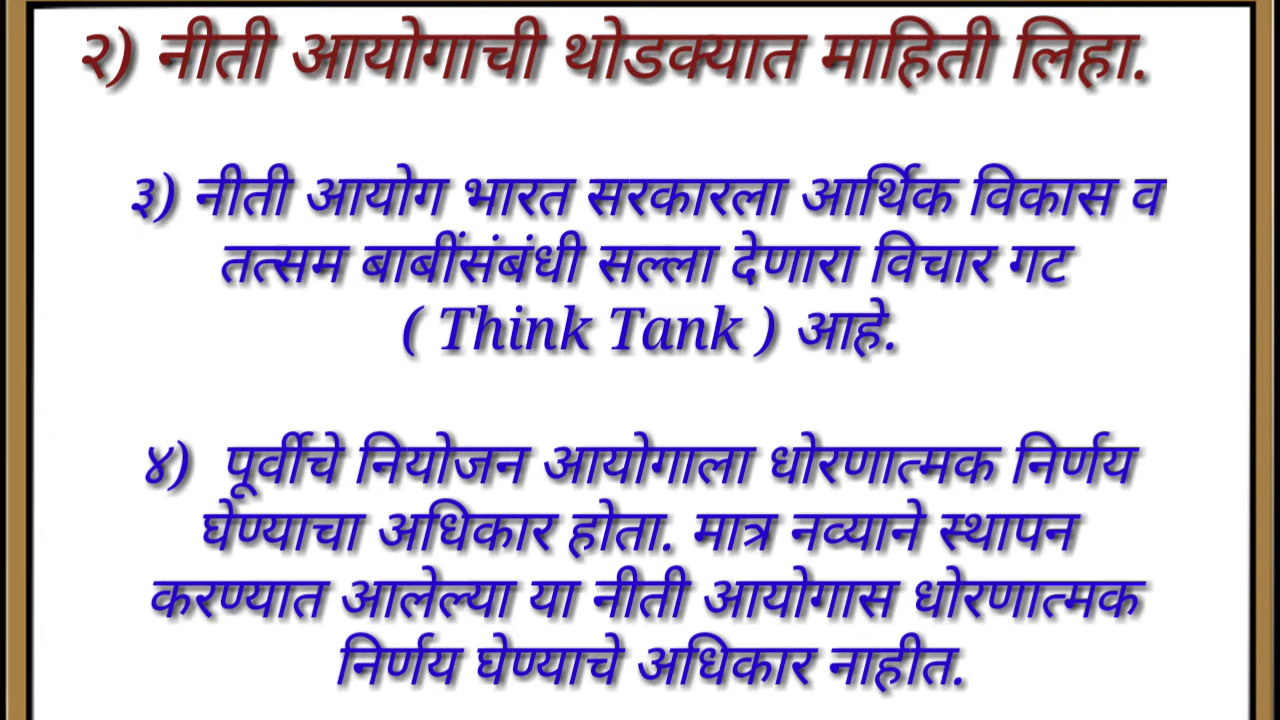 २) नीती आयोगाची थोडक्यात माहिती लिहा.
३) नीती आयोग भारत सरकारला आर्थिक विकास व
तत्सम बाबींसंबंधी सल्ला देणारा विचार गट
( Think Tank ) आहे.
४) पूर्वीचे नियोजन आयोगाला धोरणात्मक निर्णय
घेण्याचा अधिकार होता. मात्र नव्याने स्थापन
करण्यात आलेल्या या नीती आयोगास धोरणात्मक
निर्णय घेण्याचे अधिकार नाहीत.